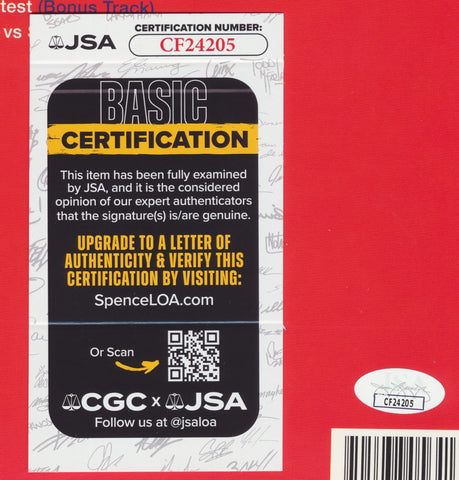 test (Bonus Track)
vs
JSA
CERTIFICATION NUMBER:
CF24205
BASIC
CERTIFICATION
This item has been fully examined
by JSA, and it is the considered
opinion of our expert authenticators
that the signature(s) is/are genuine.
UPGRADE TO A LETTER OF
AUTHENTICITY & VERIFY THIS
CERTIFICATION BY VISITING:
SpenceLOA.com
Or Scan
CGC x JSA
Follow us at @jsaloa
CF24205